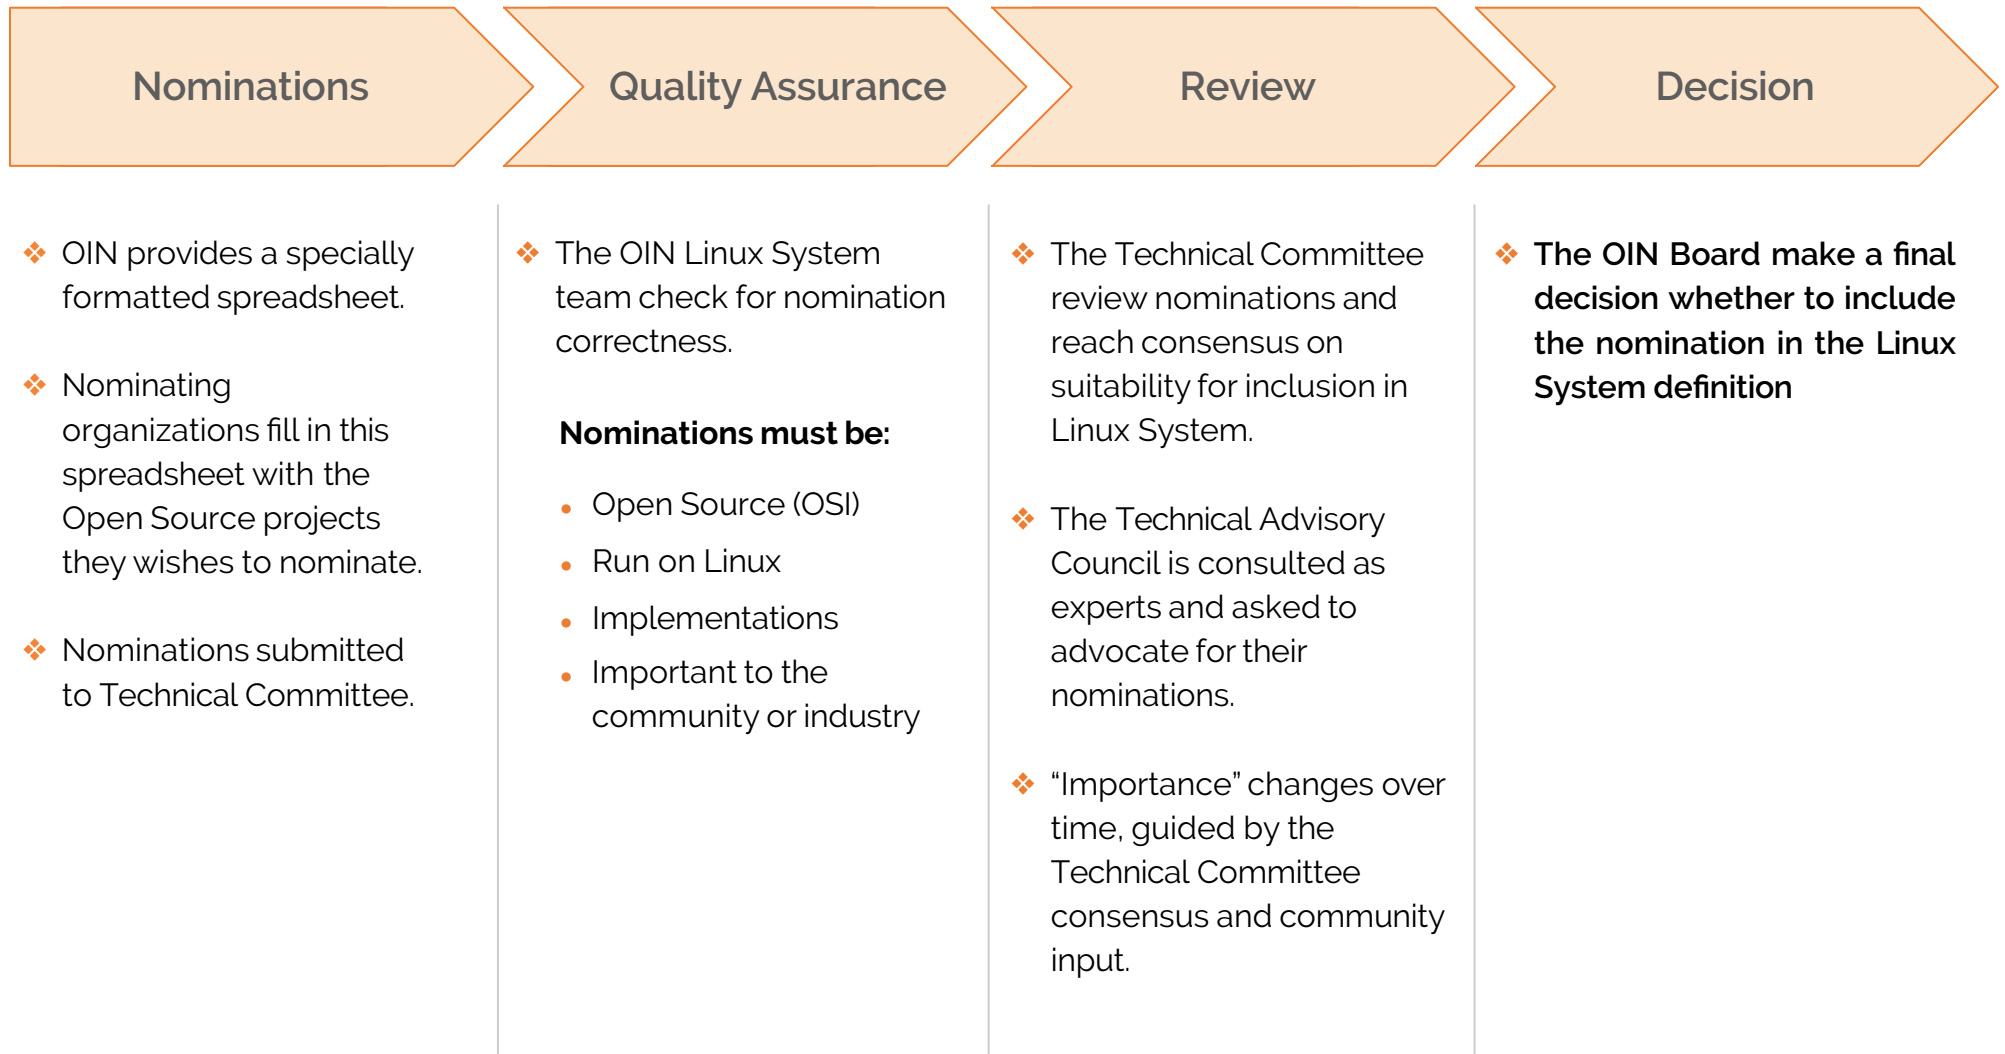 Nominations
Quality Assurance
Review
Decision
OIN provides a specially
formatted spreadsheet.
Nominating
organizations fill in this
spreadsheet with the
Open Source projects
they wishes to nominate.
Nominations submitted
to Technical Committee.
The OIN Linux System
team check for nomination
correctness.
Nominations must be:
Open Source (OSI)
Run on Linux
Implementations
Important to the
community or industry
The Technical Committee
review nominations and
reach consensus on
suitability for inclusion in
Linux System.
The Technical Advisory
Council is consulted as
experts and asked to
advocate for their
nominations.
“Importance” changes over
time, guided by the
Technical Committee
consensus and community
input.
The OIN Board make a final
decision whether to include
the nomination in the Linux
System definition